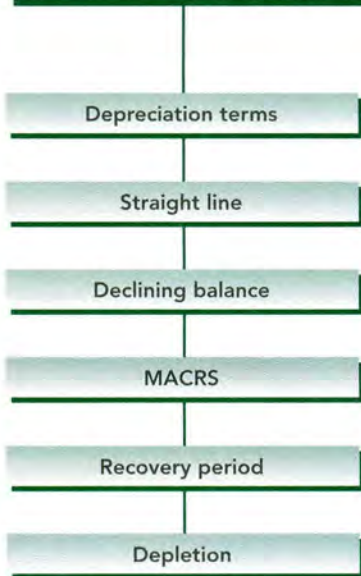 Depreciation terms
Straight line
Declining balance
MACRS
Recovery period
Depletion